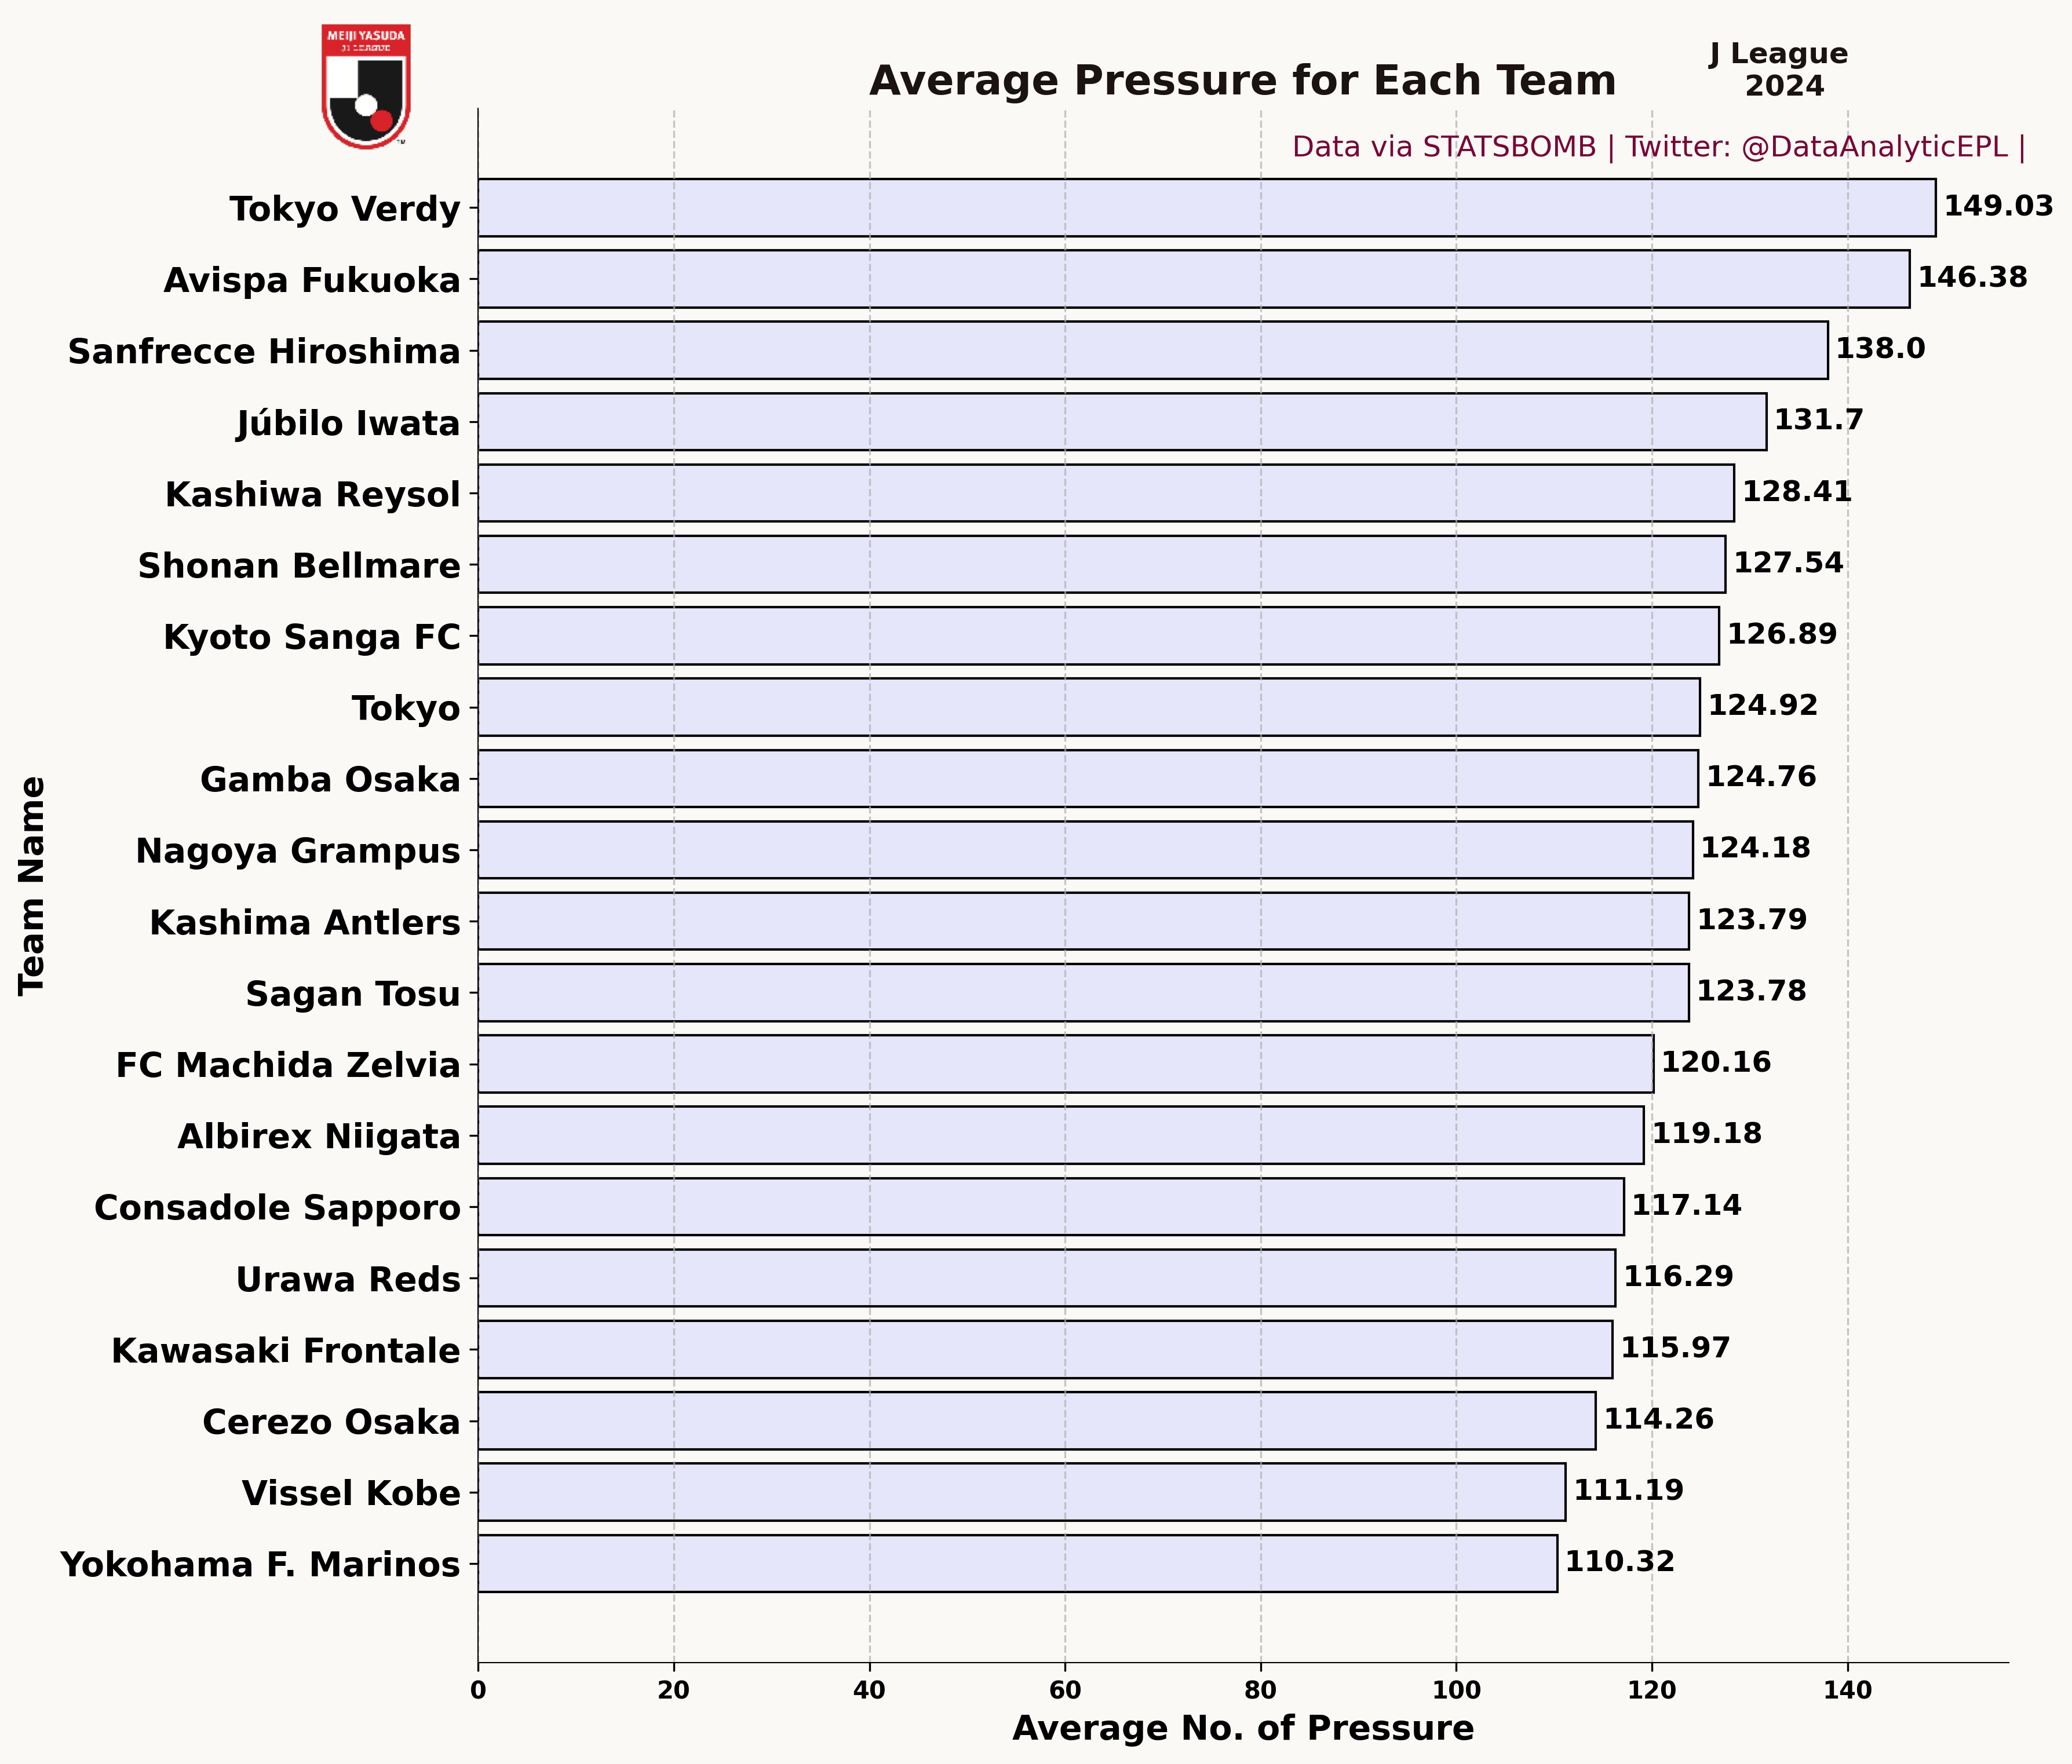 MEIJI YASUDA
J1 LEAGUE
Average Pressure for Each Team
J League
2024
Data via STATSBOMB | Twitter: @DataAnalyticEPL |
Team Name
Tokyo Verdy 149.03
Avispa Fukuoka 146.38
Sanfrecce Hiroshima 138.0
Júbilo Iwata 131.7
Kashiwa Reysol 128.41
Shonan Bellmare 127.54
Kyoto Sanga FC 126.89
Tokyo 124.92
Gamba Osaka 124.76
Nagoya Grampus 124.18
Kashima Antlers 123.79
Sagan Tosu 123.78
FC Machida Zelvia 120.16
Albirex Niigata 119.18
Consadole Sapporo 117.14
Urawa Reds 116.29
Kawasaki Frontale 115.97
Cerezo Osaka 114.26
Vissel Kobe 111.19
Yokohama F. Marinos 110.32
0 20 40 60 80 100 120 140
Average No. of Pressure